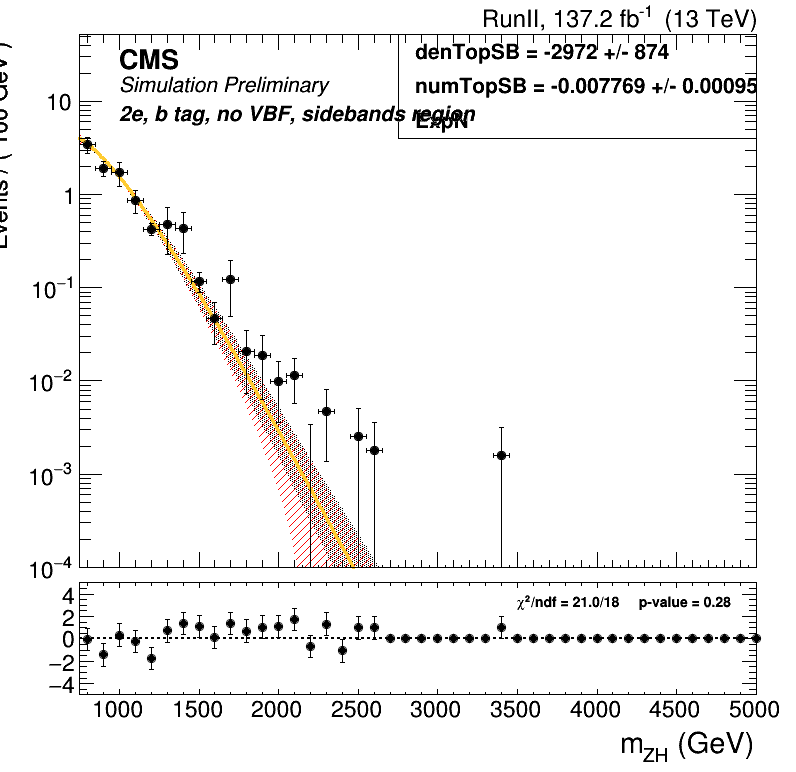 RunII, 137.2 fb⁻¹ (13 TeV)
CMS
Simulation Preliminary
2e, b tag, no VBF, sidebands region
denTopSB = -2972 +/- 874
numTopSB = -0.007769 +/- 0.00095
ExpN
Events / ( 100 GeV )
10
1
10⁻¹
10⁻²
10⁻³
10⁻⁴
χ²/ndf = 21.0/18 p-value = 0.28
4
2
0
−2
−4
1000 1500 2000 2500 3000 3500 4000 4500 5000
m_ZH (GeV)